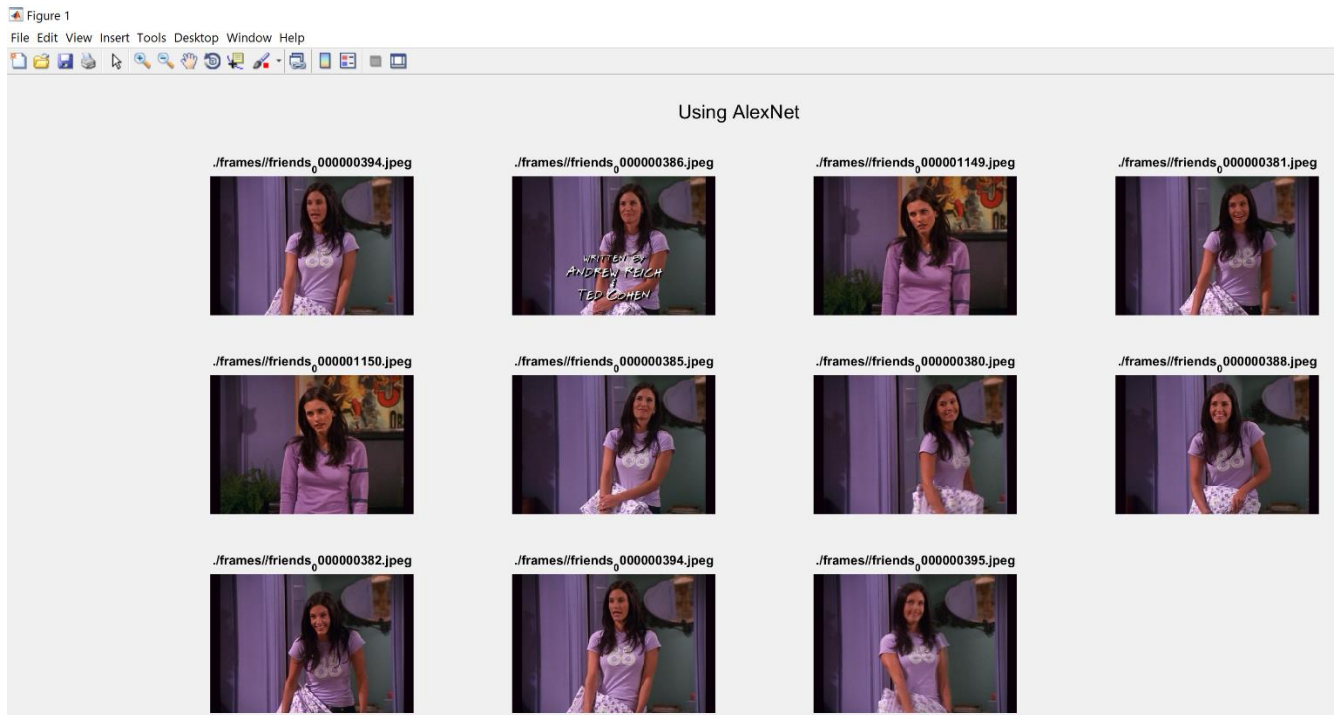 Figure 1
File Edit View Insert Tools Desktop Window Help
Using AlexNet
./frames//friends_0000000394.jpeg
./frames//friends_0000000386.jpeg
./frames//friends_0000001149.jpeg
./frames//friends_0000000381.jpeg
WRITTEN BY
ANDREW REICH
&
TED COHEN
./frames//friends_0000001150.jpeg
./frames//friends_0000000385.jpeg
./frames//friends_0000000380.jpeg
./frames//friends_0000000388.jpeg
./frames//friends_0000000382.jpeg
./frames//friends_0000000394.jpeg
./frames//friends_0000000395.jpeg